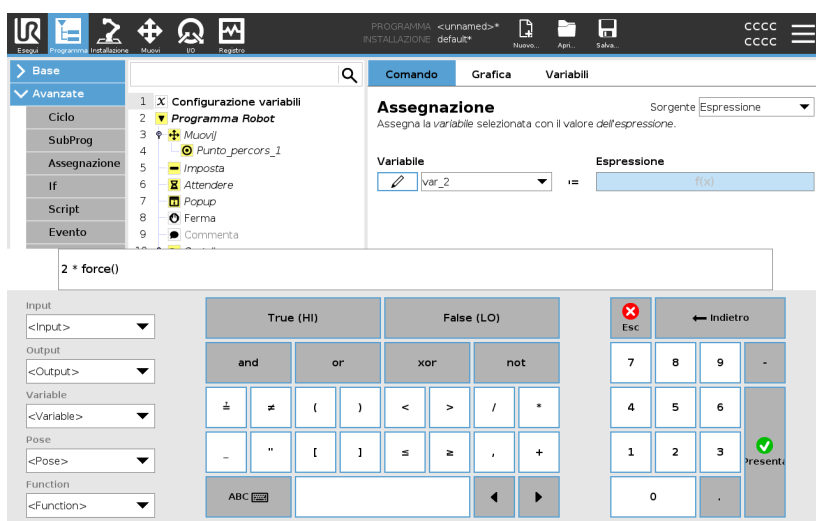 PROGRAMMA <unnamed>*
INSTALLAZIONE default*
CCCC
CCCC
Esegui Programma Installazione Muovi I/O Registro Nuovo... Apri... Salva...
Base
Avanzate
Ciclo
SubProg
Assegnazione
If
Script
Evento
1 X Configurazione variabili
2 Programma Robot
3 MuoviJ
4 Punto_percors_1
5 Imposta
6 Attendere
7 Popup
8 Ferma
9 Commenta
Comando Grafica Variabili
Assegnazione
Sorgente Espressione
Assegna la variabile selezionata con il valore dell'espressione.
Variabile Espressione
var_2 := f(x)
2 * force()
Input
<Input>
Output
<Output>
Variable
<Variable>
Pose
<Pose>
Function
<Function>
True (HI) False (LO)
and or xor not
≟ ≠ ( ) < > / *
_ " [ ] ≤ ≥ , +
ABC
Esc Indietro
7 8 9 -
4 5 6
1 2 3 Presenta
0 .